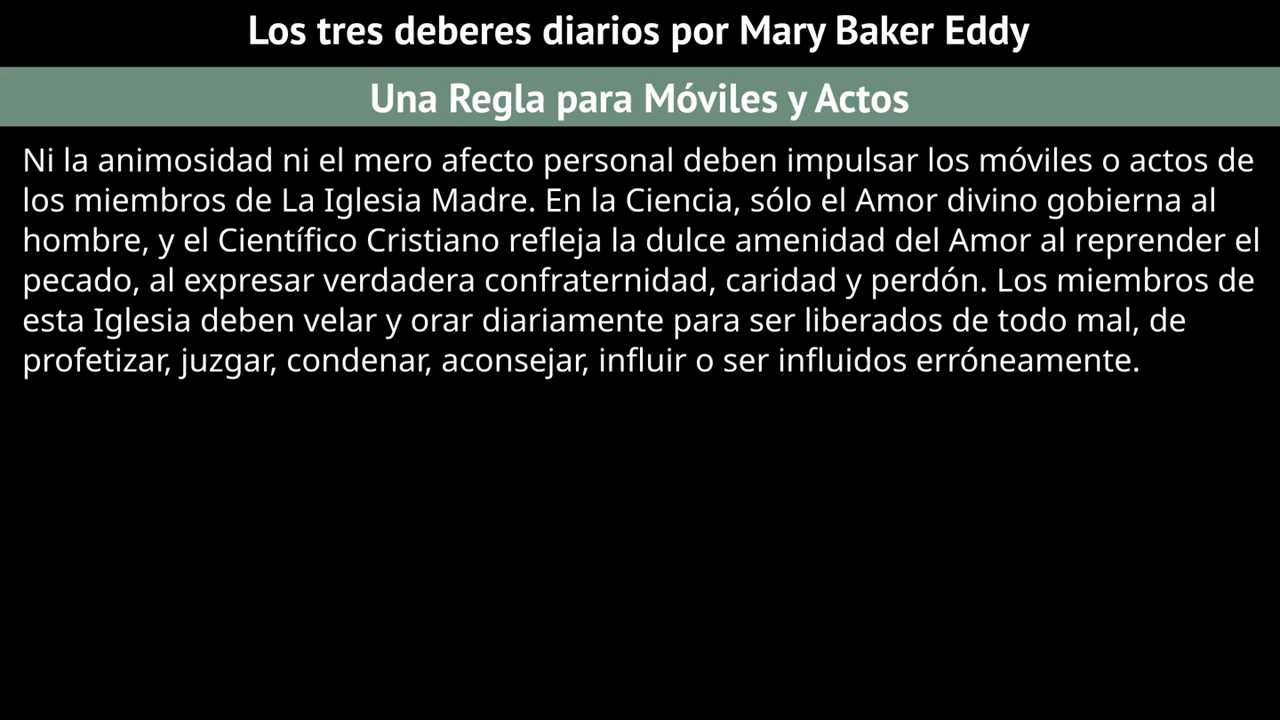 Los tres deberes diarios por Mary Baker Eddy
Una Regla para Móviles y Actos
Ni la animosidad ni el mero afecto personal deben impulsar los móviles o actos de
los miembros de La Iglesia Madre. En la Ciencia, sólo el Amor divino gobierna al
hombre, y el Científico Cristiano refleja la dulce amenidad del Amor al reprender el
pecado, al expresar verdadera confraternidad, caridad y perdón. Los miembros de
esta Iglesia deben velar y orar diariamente para ser liberados de todo mal, de
profetizar, juzgar, condenar, aconsejar, influir o ser influidos erróneamente.